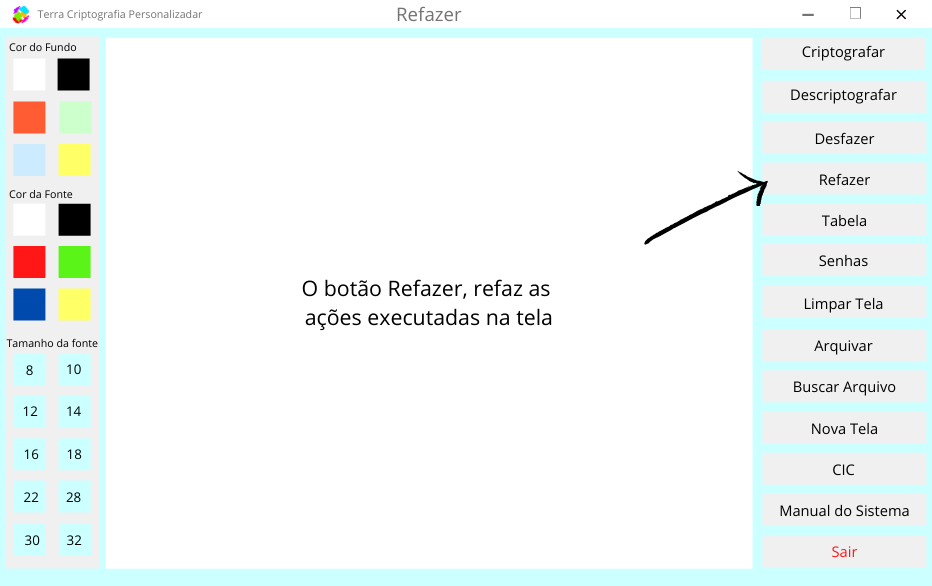 Terra Criptografia Personalizadar
Refazer
Cor do Fundo
Cor da Fonte
Tamanho da fonte
8 10
12 14
16 18
22 28
30 32
O botão Refazer, refaz as
ações executadas na tela
Criptografar
Descriptografar
Desfazer
Refazer
Tabela
Senhas
Limpar Tela
Arquivar
Buscar Arquivo
Nova Tela
CIC
Manual do Sistema
Sair